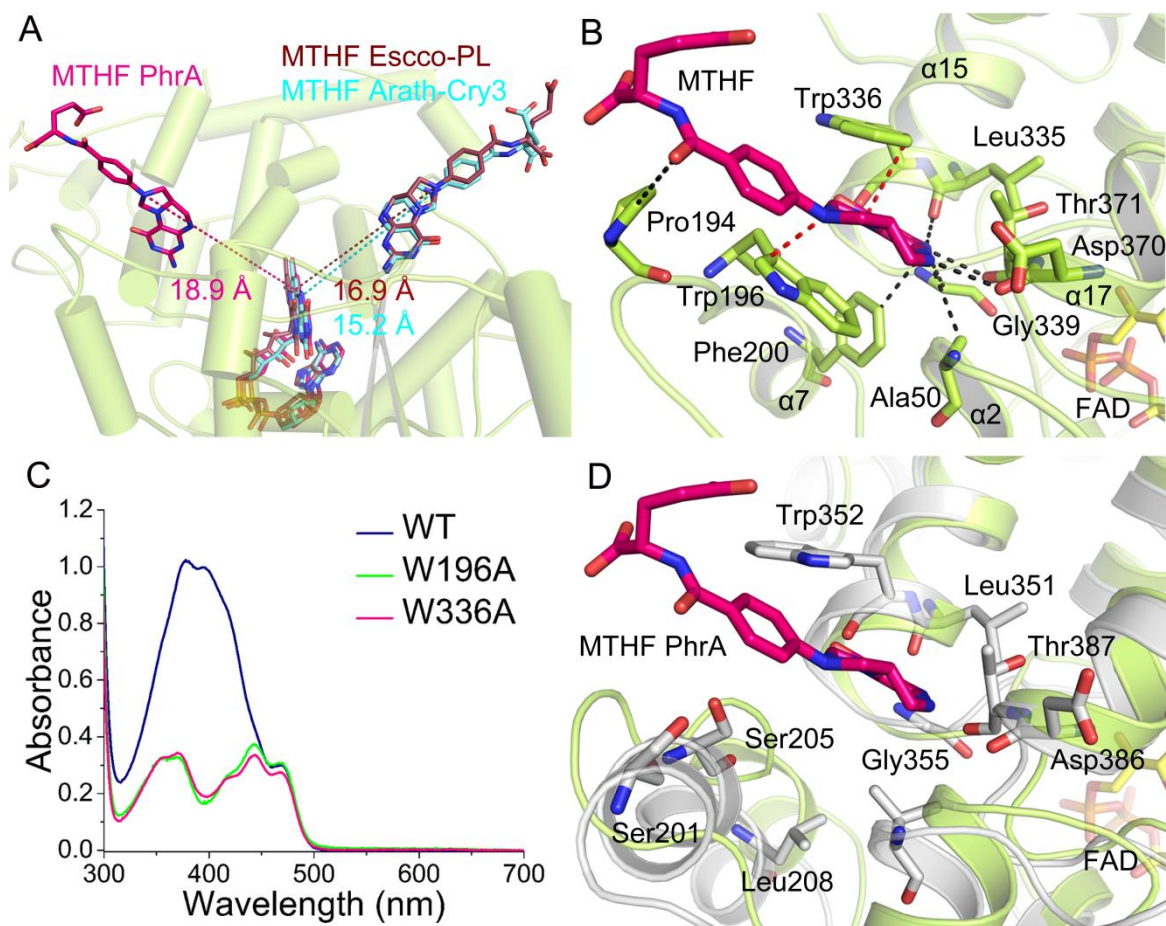 A
MTHF Escco-PL
MTHF PhrA
MTHF Arath-Cry3
18.9 Å
16.9 Å
15.2 Å
B
MTHF
α15
Trp336
Leu335
Pro194
Thr371
Asp370
Trp196
α17
Gly339
Phe200
α7
Ala50
α2
FAD
C
1.2
1.0
0.8
0.6
0.4
0.2
0.0
Absorbance
WT
W196A
W336A
300 400 500 600 700
Wavelength (nm)
D
Trp352
Leu351
MTHF PhrA
Thr387
Ser205
Gly355
Asp386
Ser201
Leu208
FAD